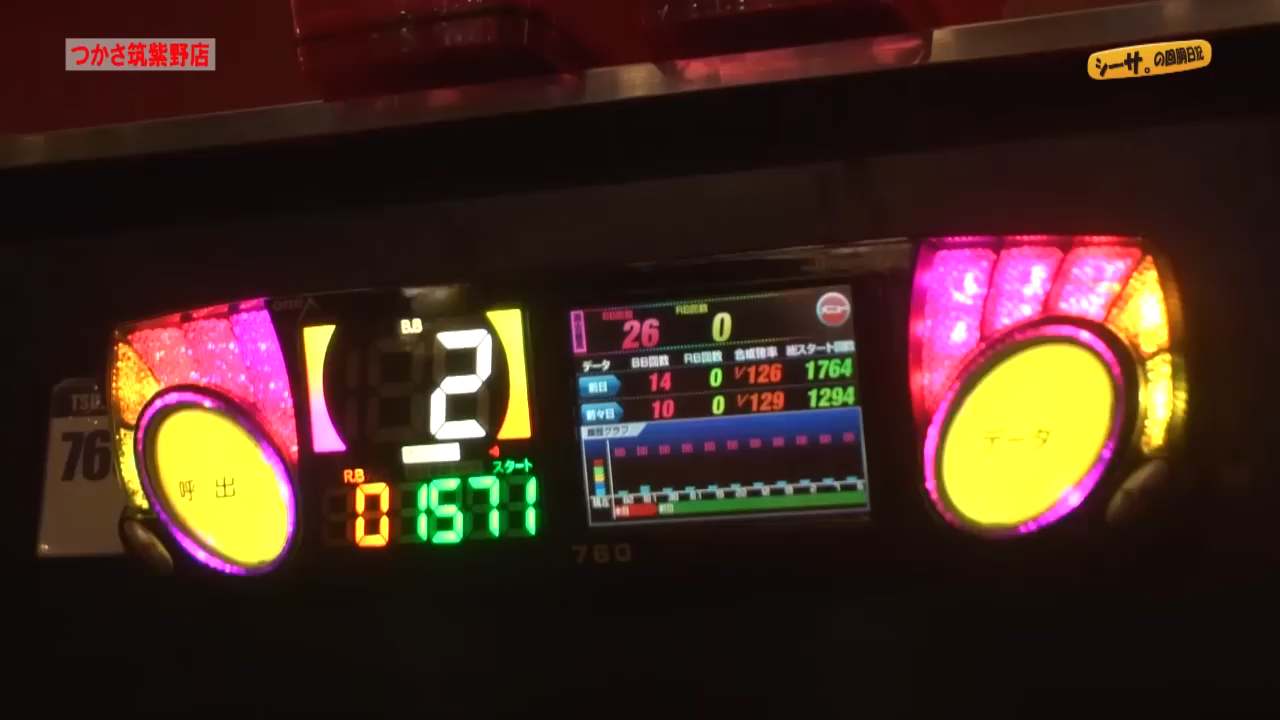 つかさ筑紫野店
シーサ。の回胴日記
BB回数 26 RB回数 0
データ BB回数 RB回数 合成確率 総スタート回数
前日 14 0 1/126 1764
前々日 10 0 1/129 1294
履歴グラフ
B.B
2
R.B スタート
0 1571
呼出
データ
760
TSU
76